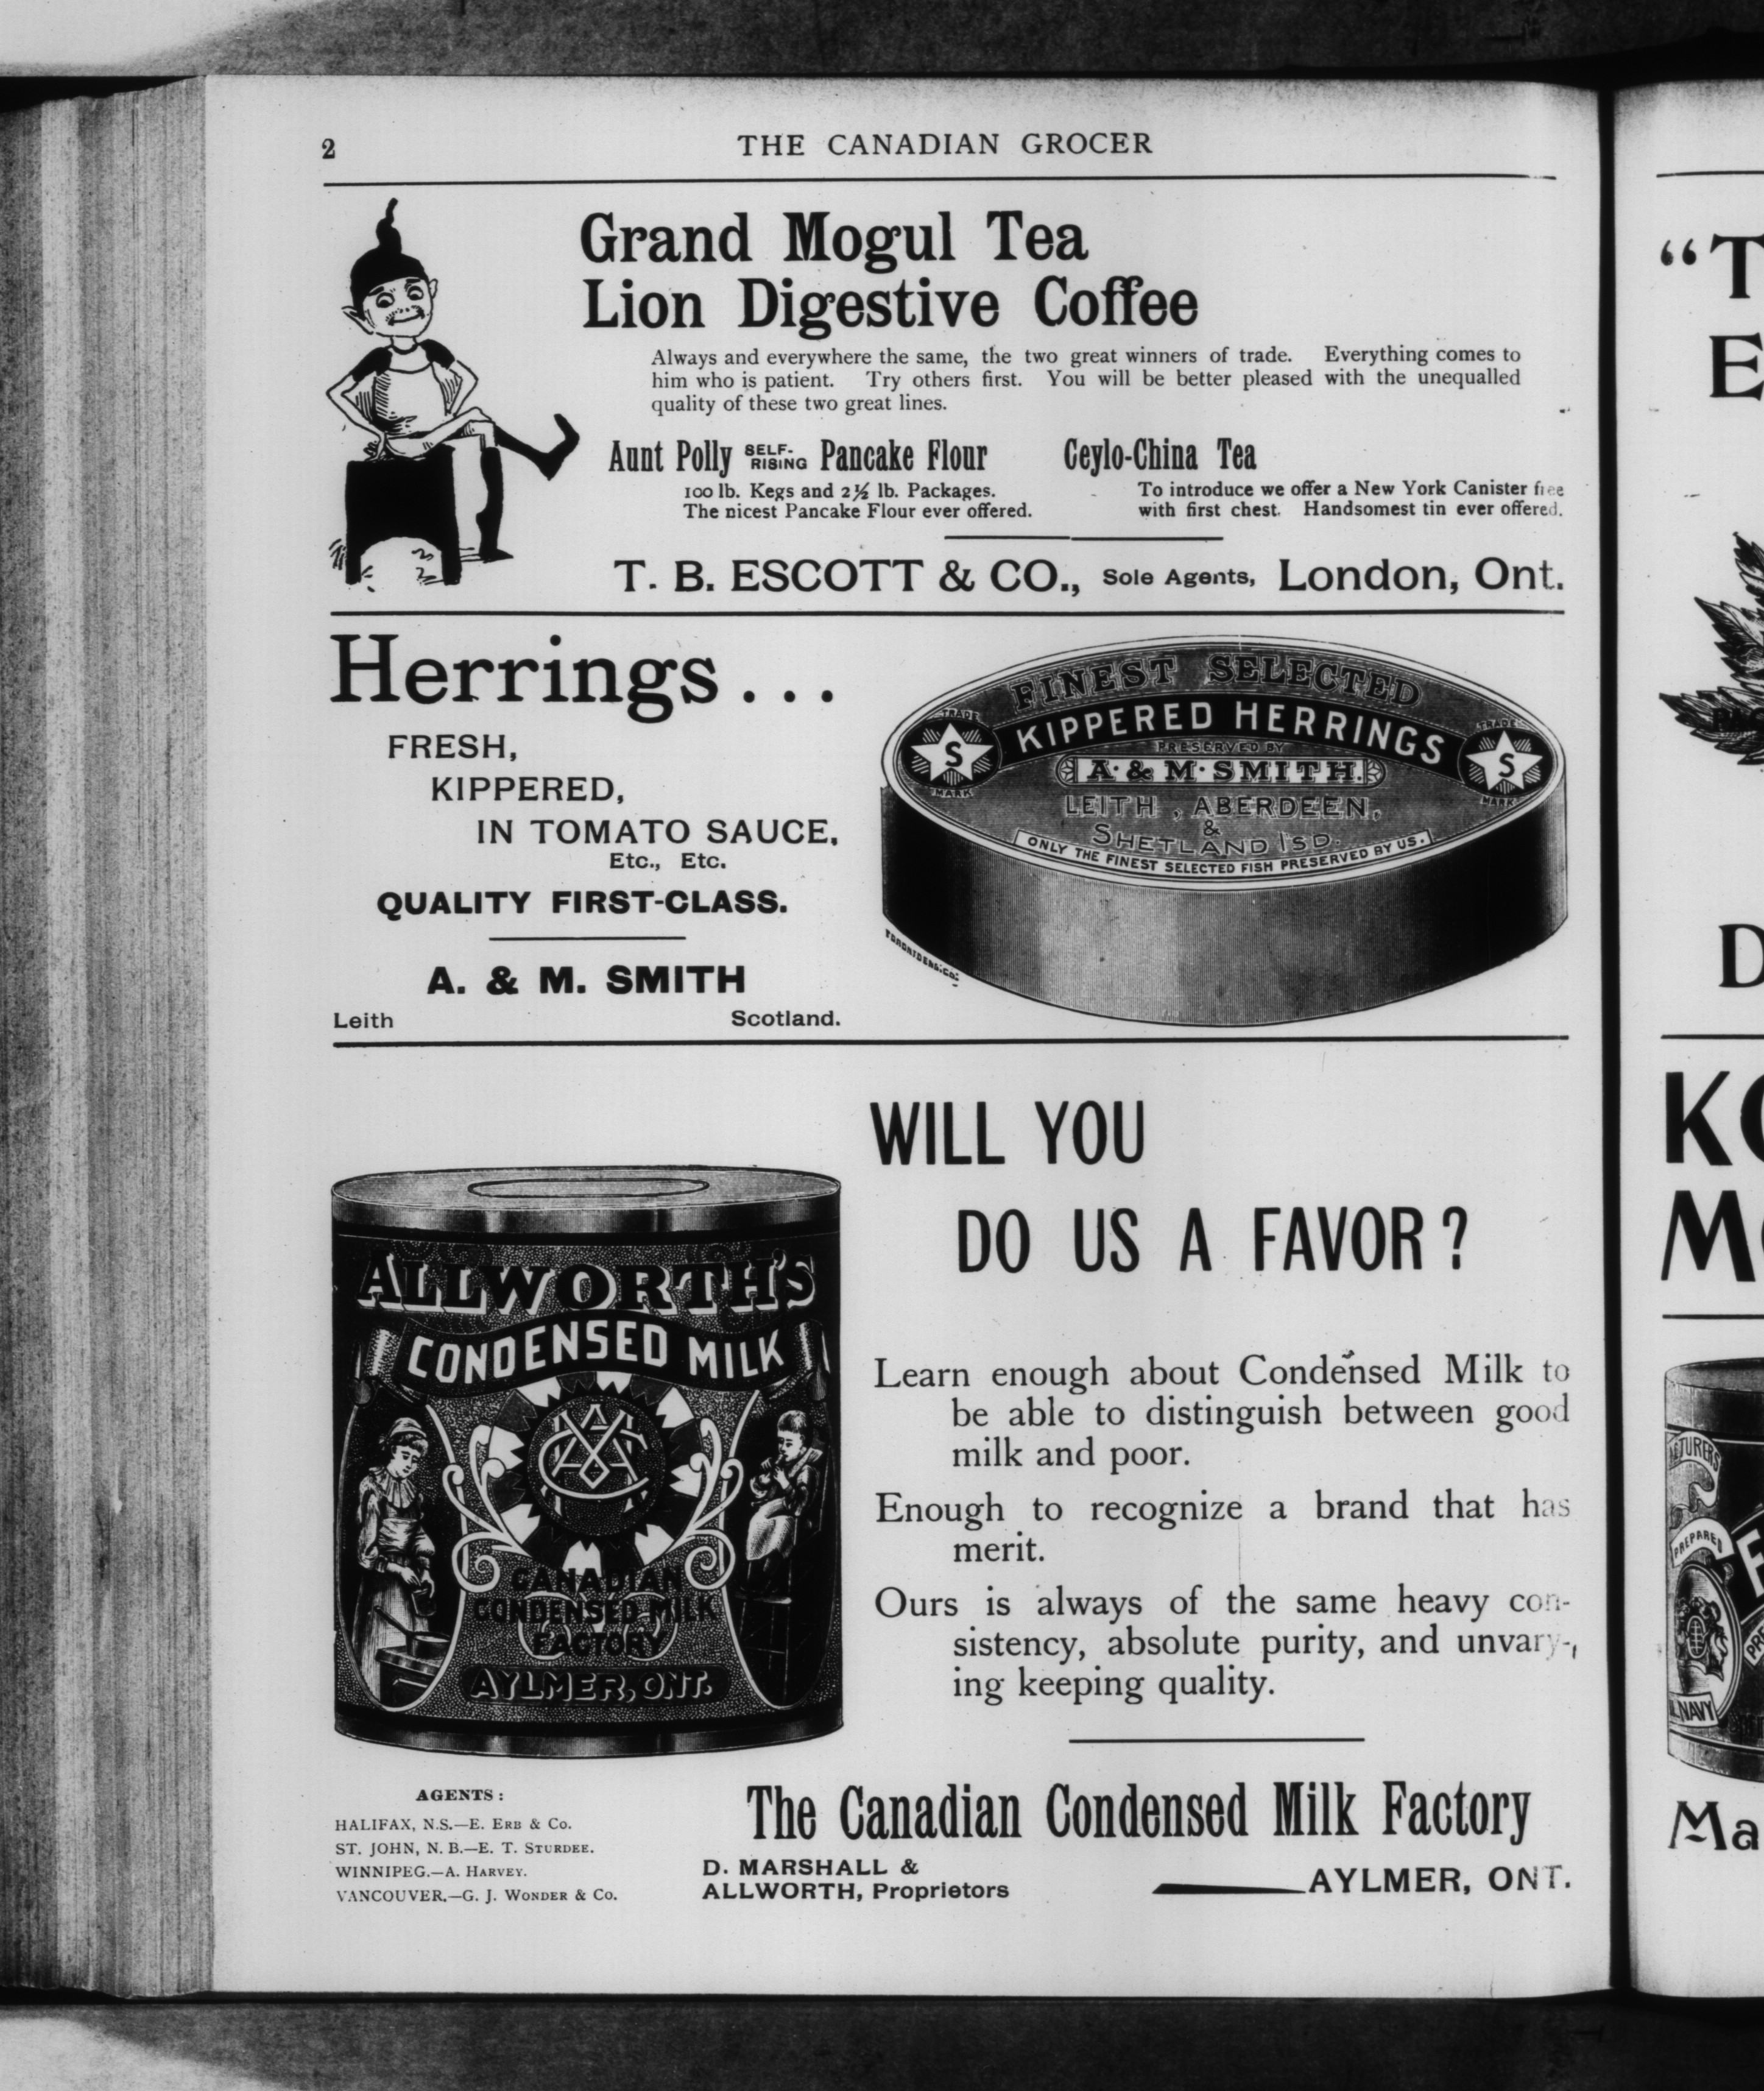 2
THE CANADIAN GROCER
Grand Mogul Tea
Lion Digestive Coffee
Always and everywhere the same, the two great winners of trade. Everything comes to
him who is patient. Try others first. You will be better pleased with the unequalled
quality of these two great lines.
Aunt Polly SELF-RISING Pancake Flour
100 lb. Kegs and 2½ lb. Packages.
The nicest Pancake Flour ever offered.
Ceylo-China Tea
To introduce we offer a New York Canister free
with first chest. Handsomest tin ever offered.
T. B. ESCOTT & CO., Sole Agents, London, Ont.
Herrings...
FRESH,
KIPPERED,
IN TOMATO SAUCE,
Etc., Etc.
QUALITY FIRST-CLASS.
A. & M. SMITH
Leith Scotland.
FINEST SELECTED
KIPPERED HERRINGS
TRADE
S
MARK
TRADE
S
MARK
PRESERVED BY
A. & M. SMITH.
LEITH, ABERDEEN,
&
SHETLAND ISD.
ONLY THE FINEST SELECTED FISH PRESERVED BY US.
WILL YOU
DO US A FAVOR?
ALLWORTH'S
CONDENSED MILK
CANADIAN
CONDENSED MILK
FACTORY
AYLMER, ONT.
Learn enough about Condensed Milk to
be able to distinguish between good
milk and poor.
Enough to recognize a brand that has
merit.
Ours is always of the same heavy con-
sistency, absolute purity, and unvary-
ing keeping quality.
AGENTS:
HALIFAX, N.S.—E. ERB & Co.
ST. JOHN, N. B.—E. T. STURDEE.
WINNIPEG.—A. HARVEY.
VANCOUVER.—G. J. WONDER & Co.
The Canadian Condensed Milk Factory
D. MARSHALL &
ALLWORTH, Proprietors
AYLMER, ONT.
"T
E
D
KO
MO
PREPARED
NAVY
Ma